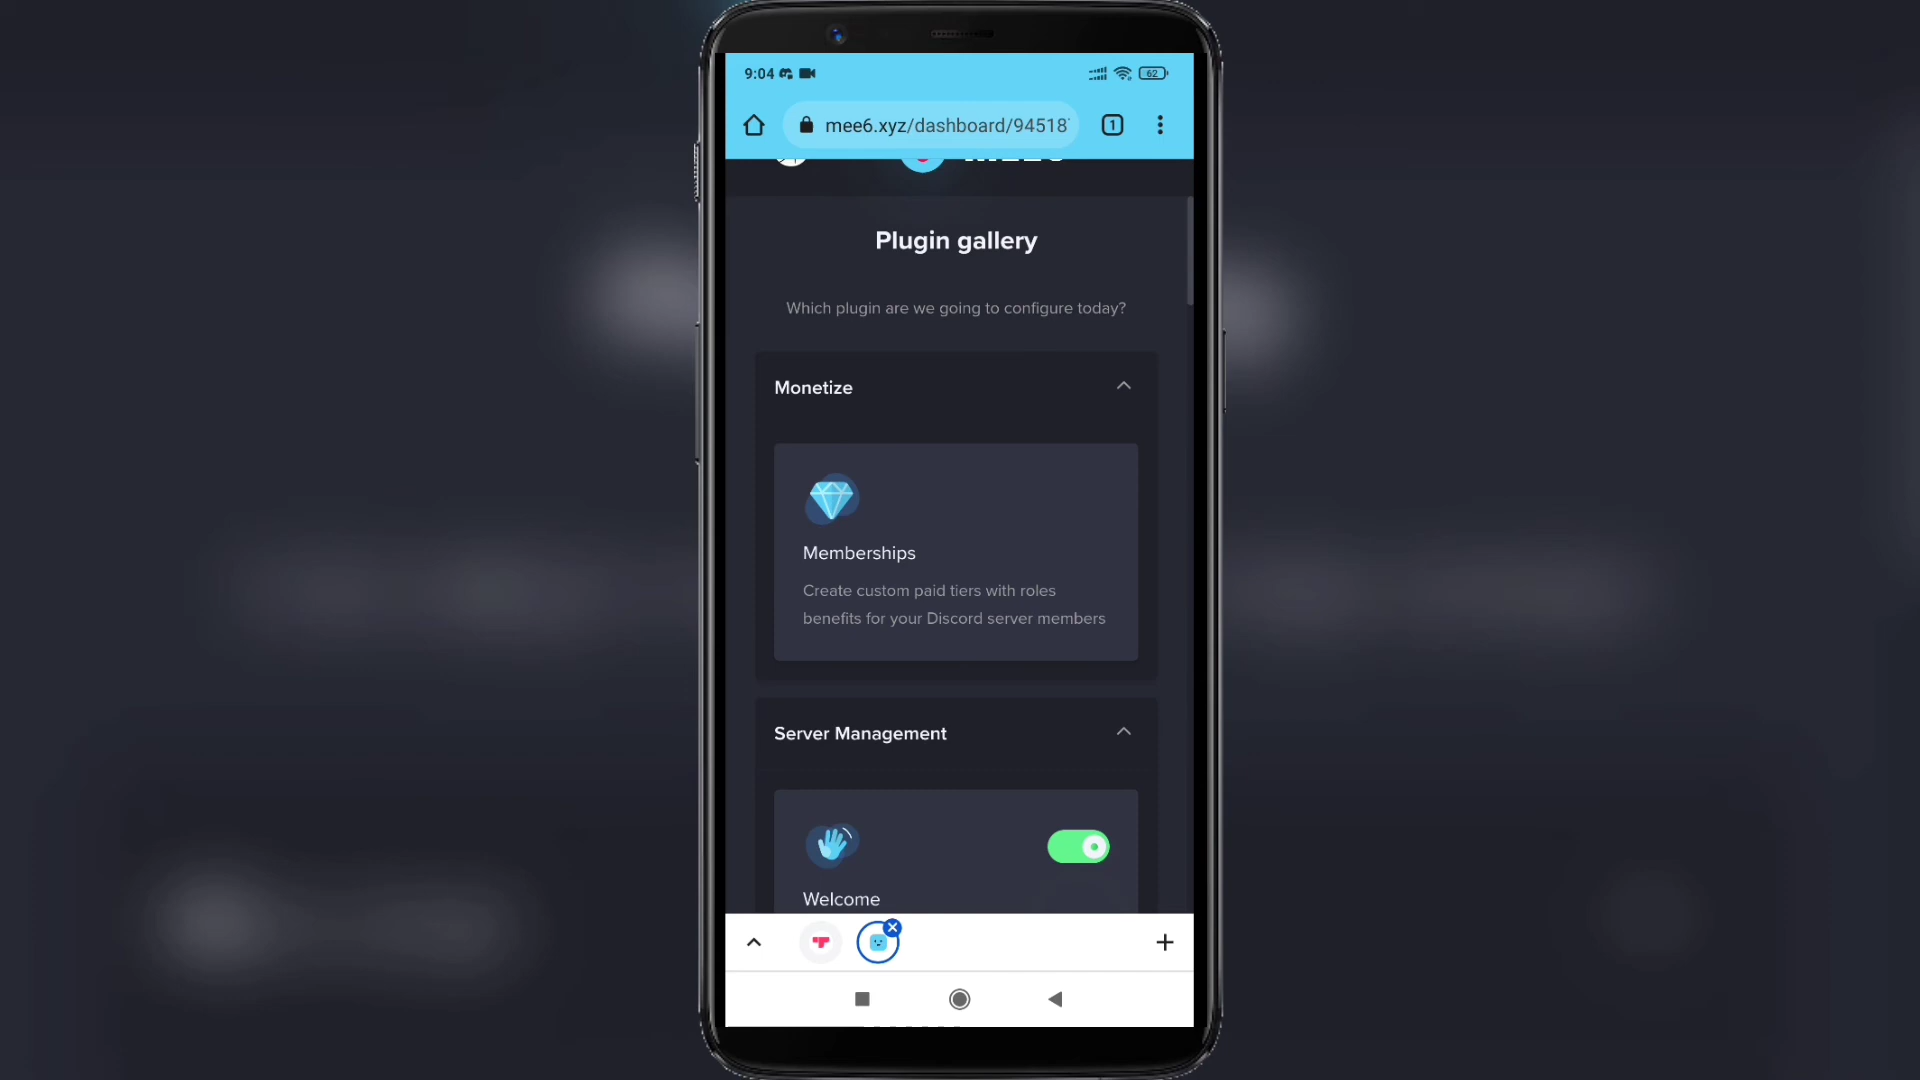 9:04
62
mee6.xyz/dashboard/94518
1
Plugin gallery
Which plugin are we going to configure today?
Monetize
Memberships
Create custom paid tiers with roles
benefits for your Discord server members
Server Management
Welcome